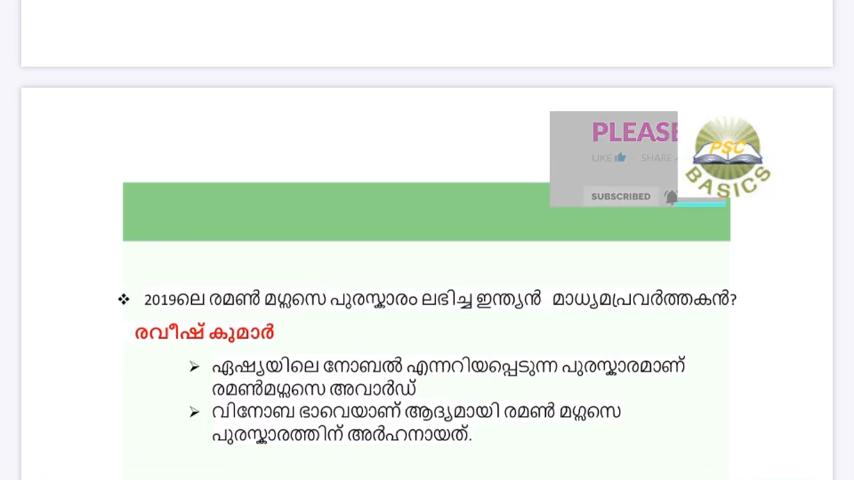 PLEASE
LIKE SHARE
SUBSCRIBED
PSC
BASICS
❖ 2019ലെ രമൺ മഗ്സസെ പുരസ്കാരം ലഭിച്ച ഇന്ത്യൻ മാധ്യമപ്രവർത്തകൻ?
രവീഷ് കുമാർ
➢ ഏഷ്യയിലെ നോബൽ എന്നറിയപ്പെടുന്ന പുരസ്കാരമാണ്
രമൺമഗ്സസെ അവാർഡ്
➢ വിനോബ ഭാവെയാണ് ആദ്യമായി രമൺ മഗ്സസെ
പുരസ്കാരത്തിന് അർഹനായത്.